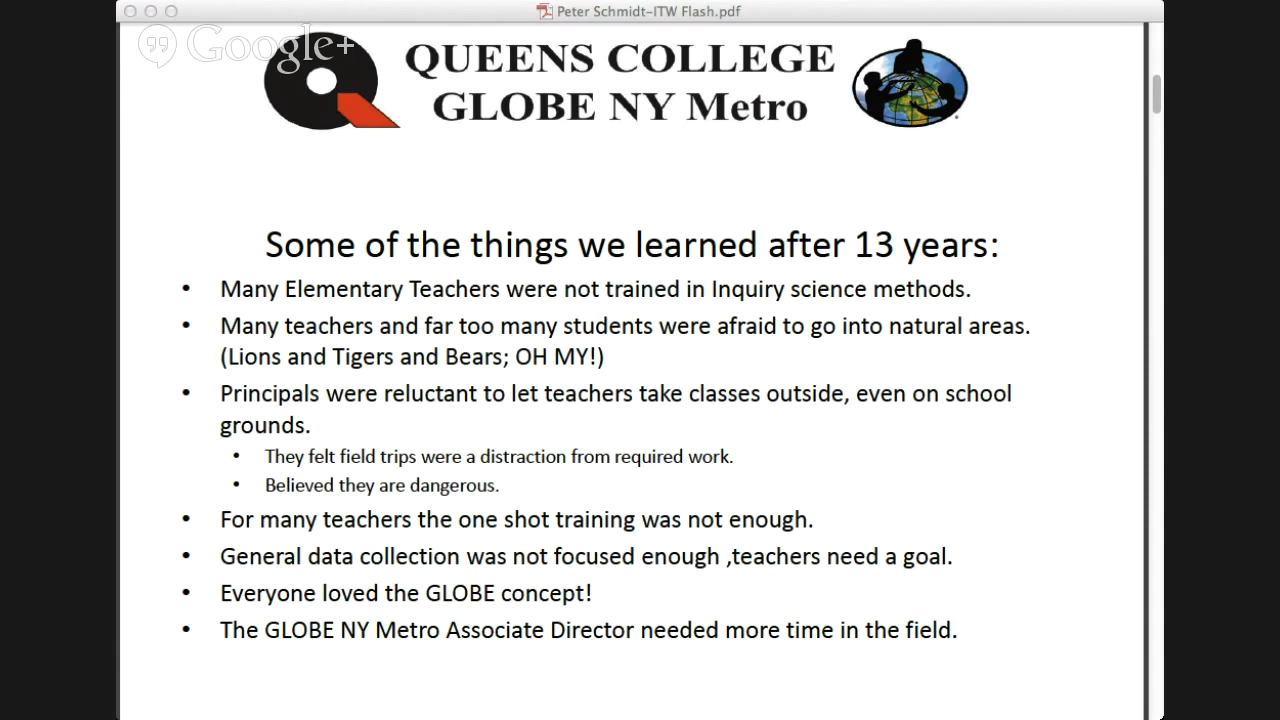 Peter Schmidt-ITW Flash.pdf
Google+
QUEENS COLLEGE
GLOBE NY Metro
Some of the things we learned after 13 years:
• Many Elementary Teachers were not trained in Inquiry science methods.
• Many teachers and far too many students were afraid to go into natural areas.
(Lions and Tigers and Bears; OH MY!)
• Principals were reluctant to let teachers take classes outside, even on school
grounds.
• They felt field trips were a distraction from required work.
• Believed they are dangerous.
• For many teachers the one shot training was not enough.
• General data collection was not focused enough ,teachers need a goal.
• Everyone loved the GLOBE concept!
• The GLOBE NY Metro Associate Director needed more time in the field.